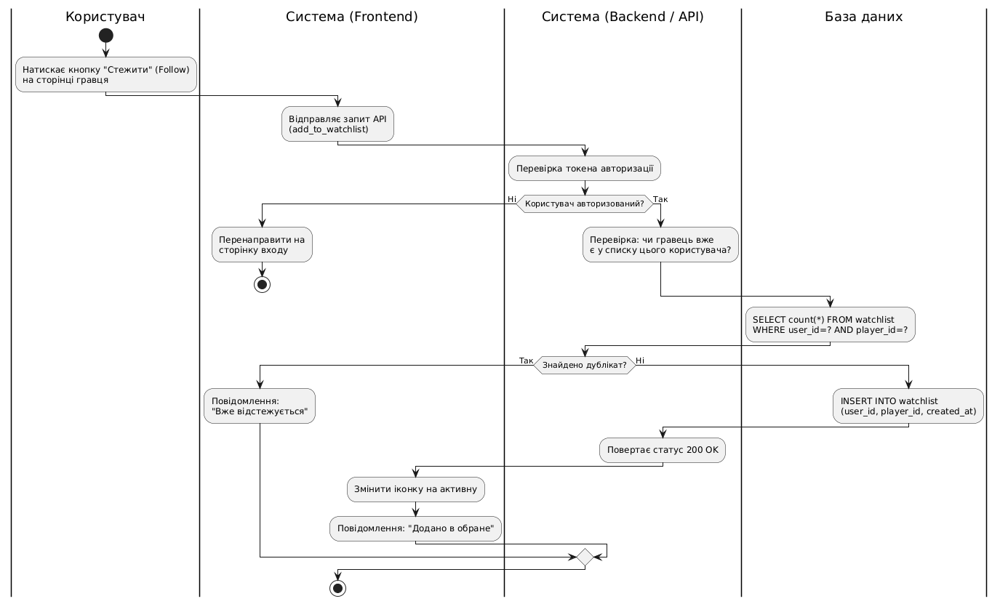 Користувач
Система (Frontend)
Система (Backend / API)
База даних
Натискає кнопку "Стежити" (Follow)
на сторінці гравця
Відправляє запит API
(add_to_watchlist)
Перевірка токена авторизації
Ні
Користувач авторизований?
Так
Перенаправити на
сторінку входу
Перевірка: чи гравець вже
є у списку цього користувача?
SELECT count(*) FROM watchlist
WHERE user_id=? AND player_id=?
Так
Знайдено дублікат?
Ні
Повідомлення:
"Вже відстежується"
INSERT INTO watchlist
(user_id, player_id, created_at)
Повертає статус 200 OK
Змінити іконку на активну
Повідомлення: "Додано в обране"